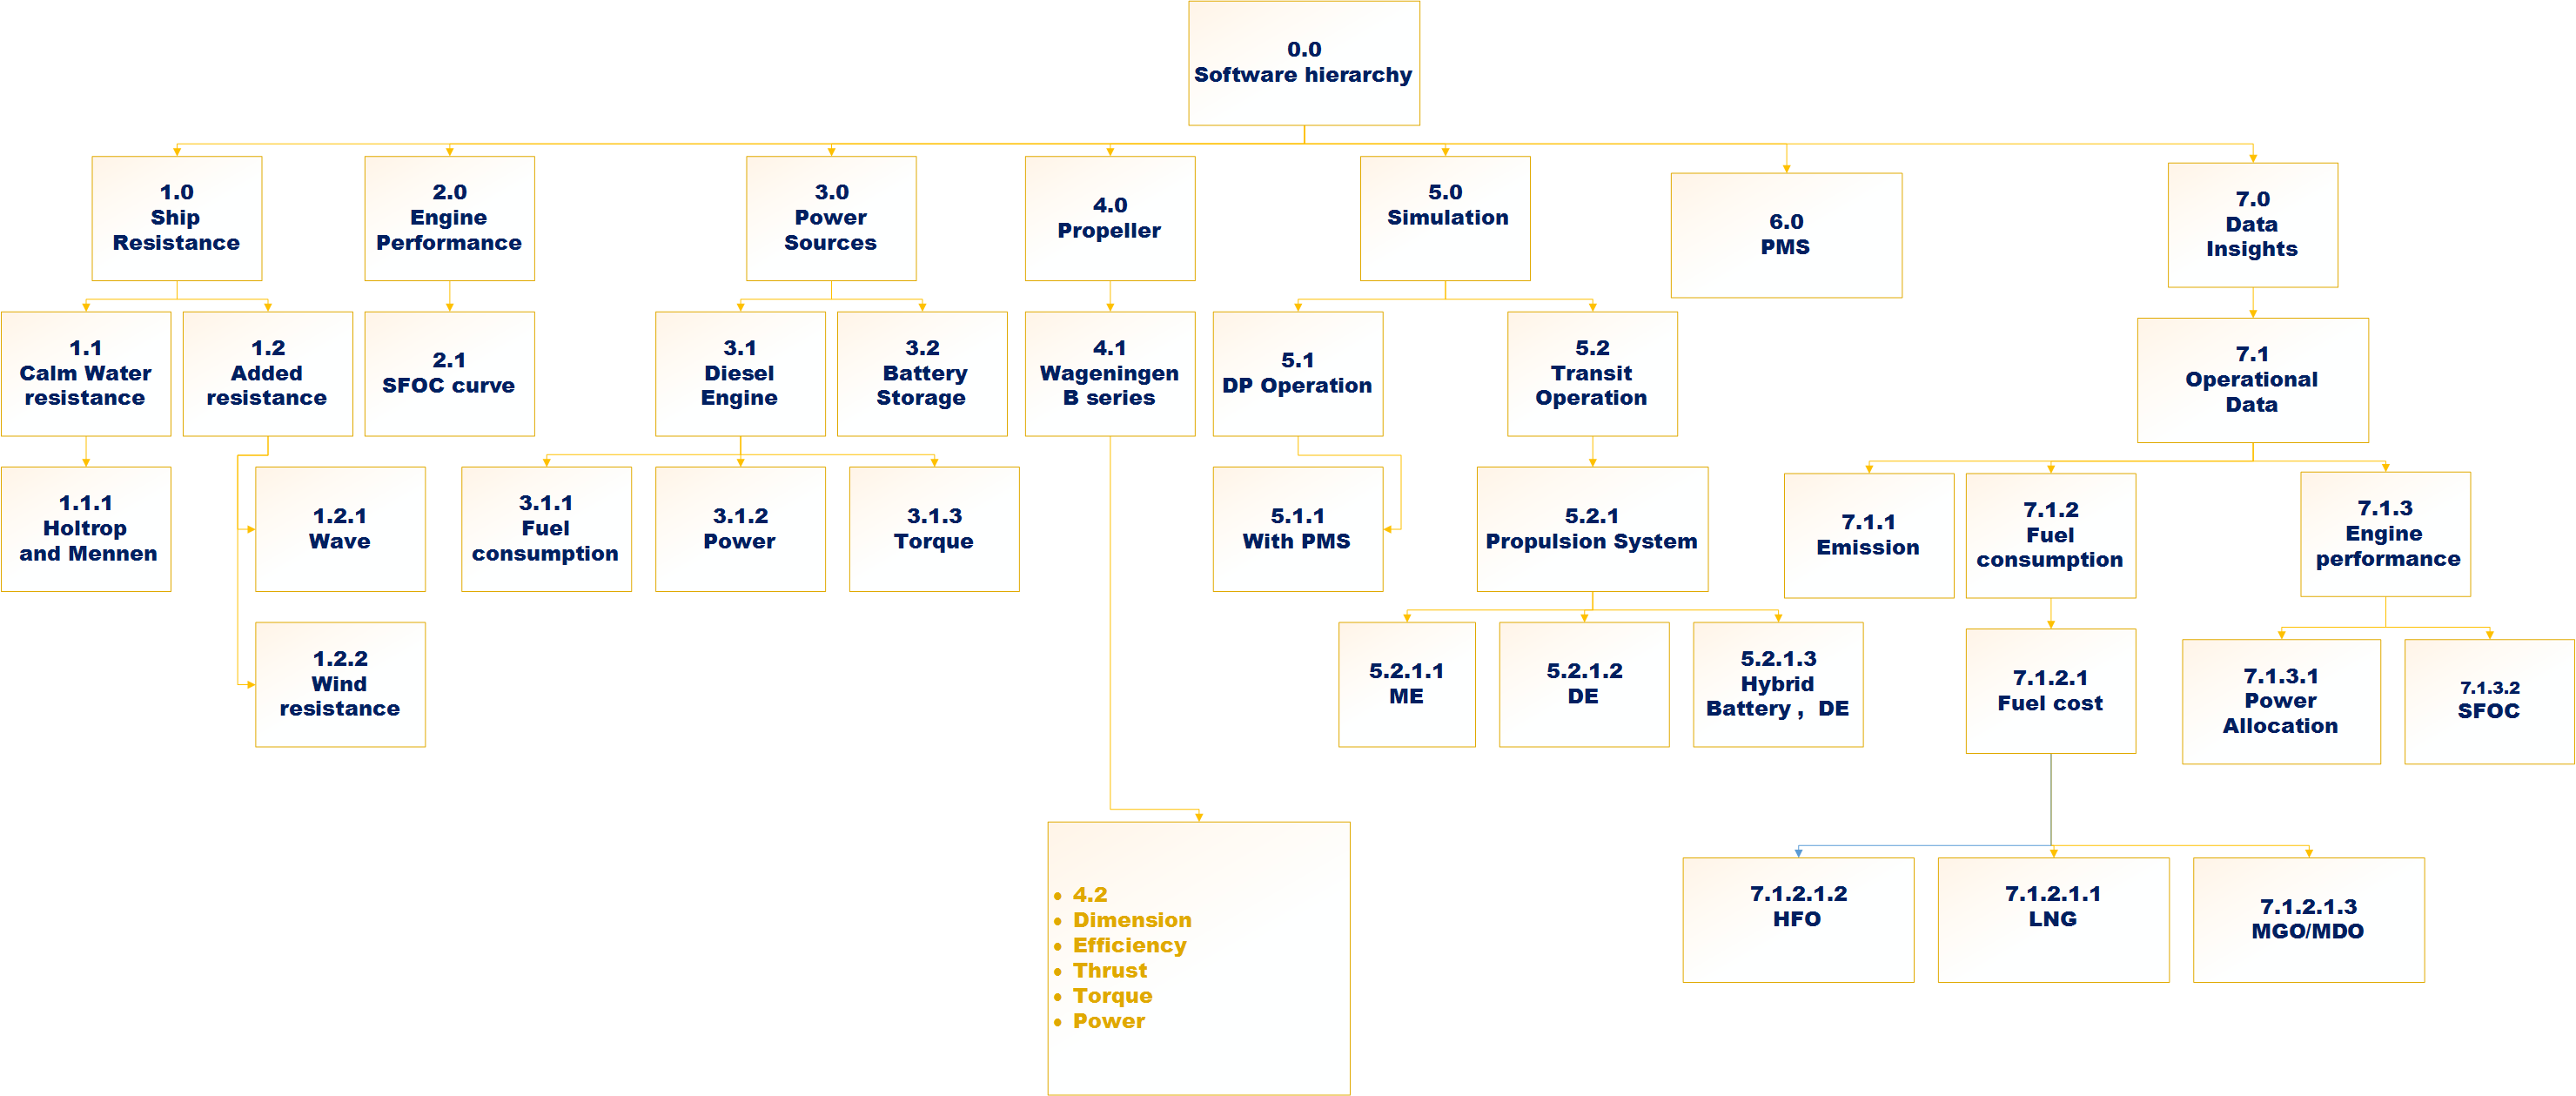 0.0
Software hierarchy
1.0
Ship
Resistance
2.0
Engine
Performance
3.0
Power
Sources
4.0
Propeller
5.0
Simulation
6.0
PMS
7.0
Data
Insights
1.1
Calm Water
resistance
1.2
Added
resistance
2.1
SFOC curve
3.1
Diesel
Engine
3.2
Battery
Storage
4.1
Wageningen
B series
5.1
DP Operation
5.2
Transit
Operation
7.1
Operational
Data
1.1.1
Holtrop
and Mennen
1.2.1
Wave
3.1.1
Fuel
consumption
3.1.2
Power
3.1.3
Torque
5.1.1
With PMS
5.2.1
Propulsion System
7.1.1
Emission
7.1.2
Fuel
consumption
7.1.3
Engine
performance
1.2.2
Wind
resistance
5.2.1.1
ME
5.2.1.2
DE
5.2.1.3
Hybrid
Battery , DE
7.1.2.1
Fuel cost
7.1.3.1
Power
Allocation
7.1.3.2
SFOC
• 4.2
• Dimension
• Efficiency
• Thrust
• Torque
• Power
7.1.2.1.2
HFO
7.1.2.1.1
LNG
7.1.2.1.3
MGO/MDO